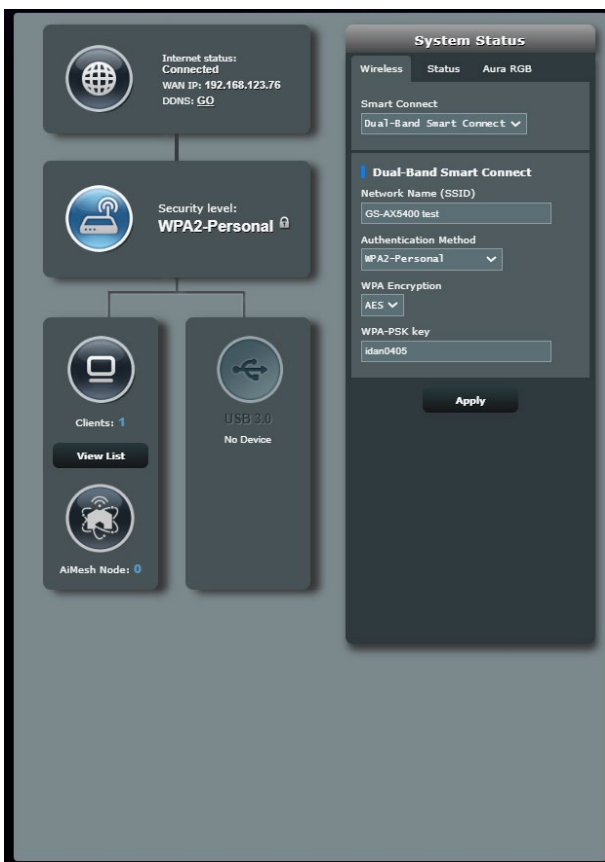 Internet status:
Connected
WAN IP: 192.168.123.76
DDNS: GO
Security level:
WPA2-Personal
Clients: 1
View List
AiMesh Node: 0
USB 3.0
No Device
System Status
Wireless Status Aura RGB
Smart Connect
Dual-Band Smart Connect
Dual-Band Smart Connect
Network Name (SSID)
GS-AX5400 test
Authentication Method
WPA2-Personal
WPA Encryption
AES
WPA-PSK key
idan0405
Apply